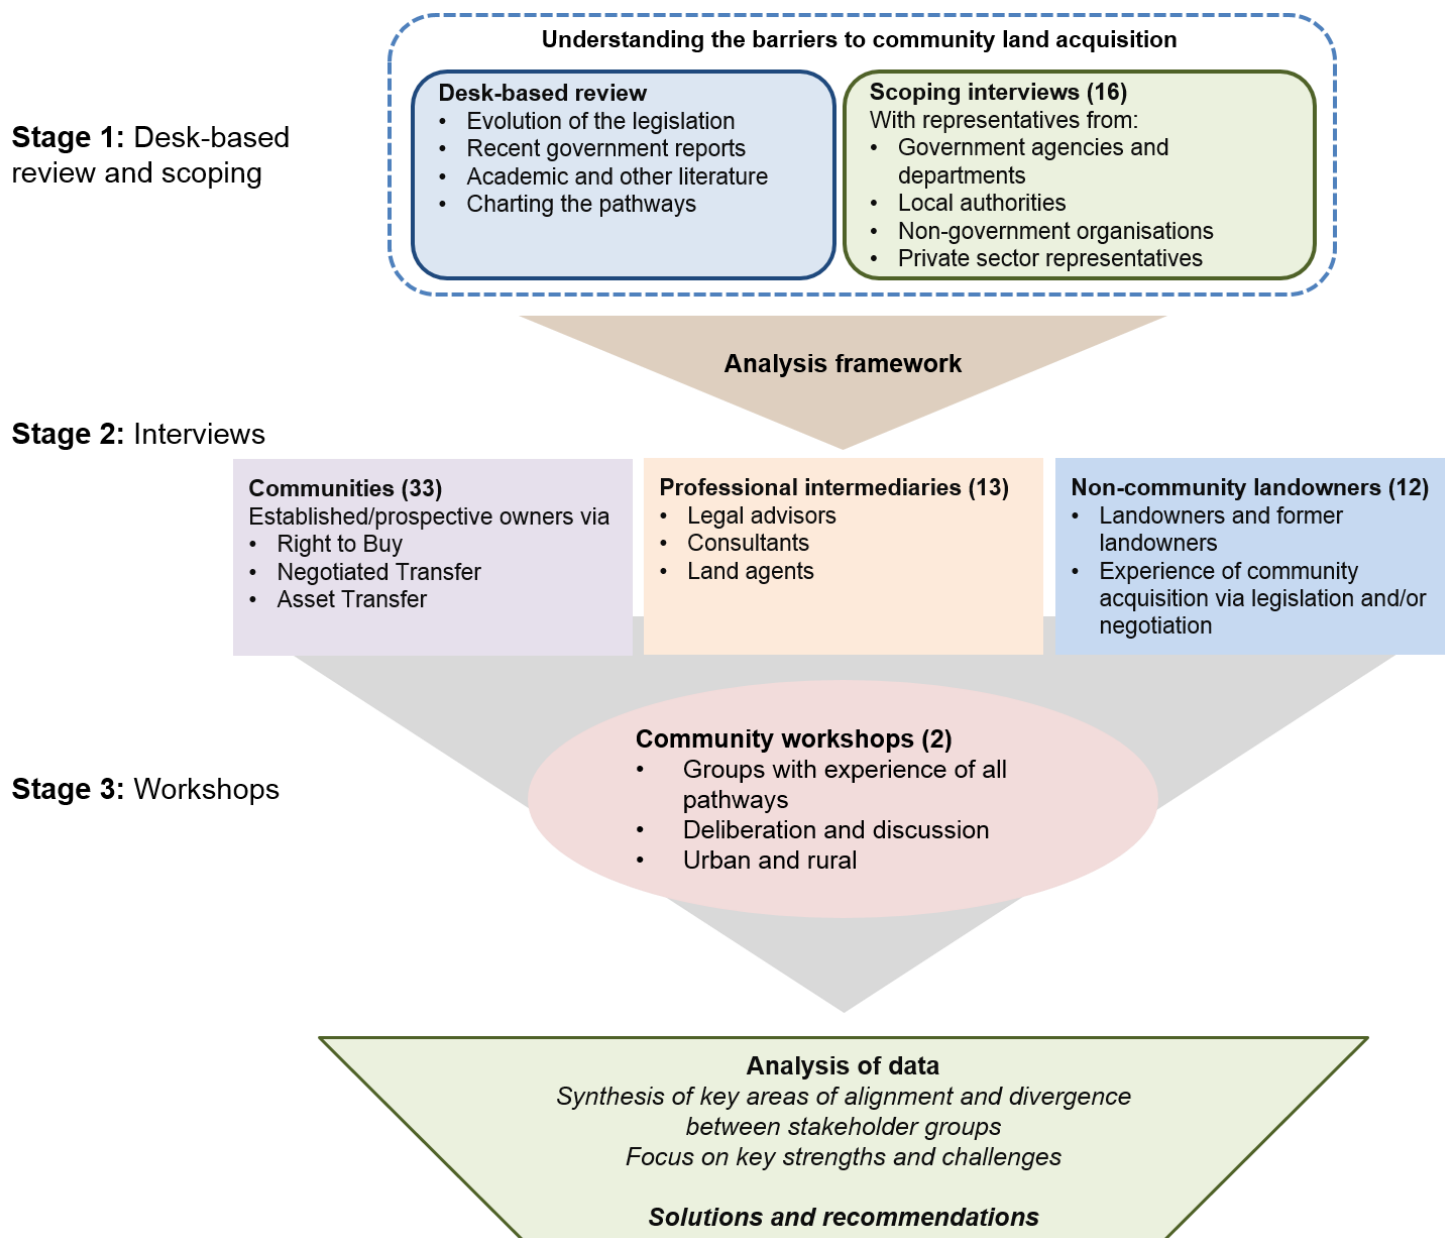 Understanding the barriers to community land acquisition
Stage 1: Desk-based
review and scoping
Desk-based review
• Evolution of the legislation
• Recent government reports
• Academic and other literature
• Charting the pathways
Scoping interviews (16)
With representatives from:
• Government agencies and
departments
• Local authorities
• Non-government organisations
• Private sector representatives
Analysis framework
Stage 2: Interviews
Communities (33)
Established/prospective owners via
• Right to Buy
• Negotiated Transfer
• Asset Transfer
Professional intermediaries (13)
• Legal advisors
• Consultants
• Land agents
Non-community landowners (12)
• Landowners and former
landowners
• Experience of community
acquisition via legislation and/or
negotiation
Stage 3: Workshops
Community workshops (2)
• Groups with experience of all
pathways
• Deliberation and discussion
• Urban and rural
Analysis of data
Synthesis of key areas of alignment and divergence
between stakeholder groups
Focus on key strengths and challenges
Solutions and recommendations